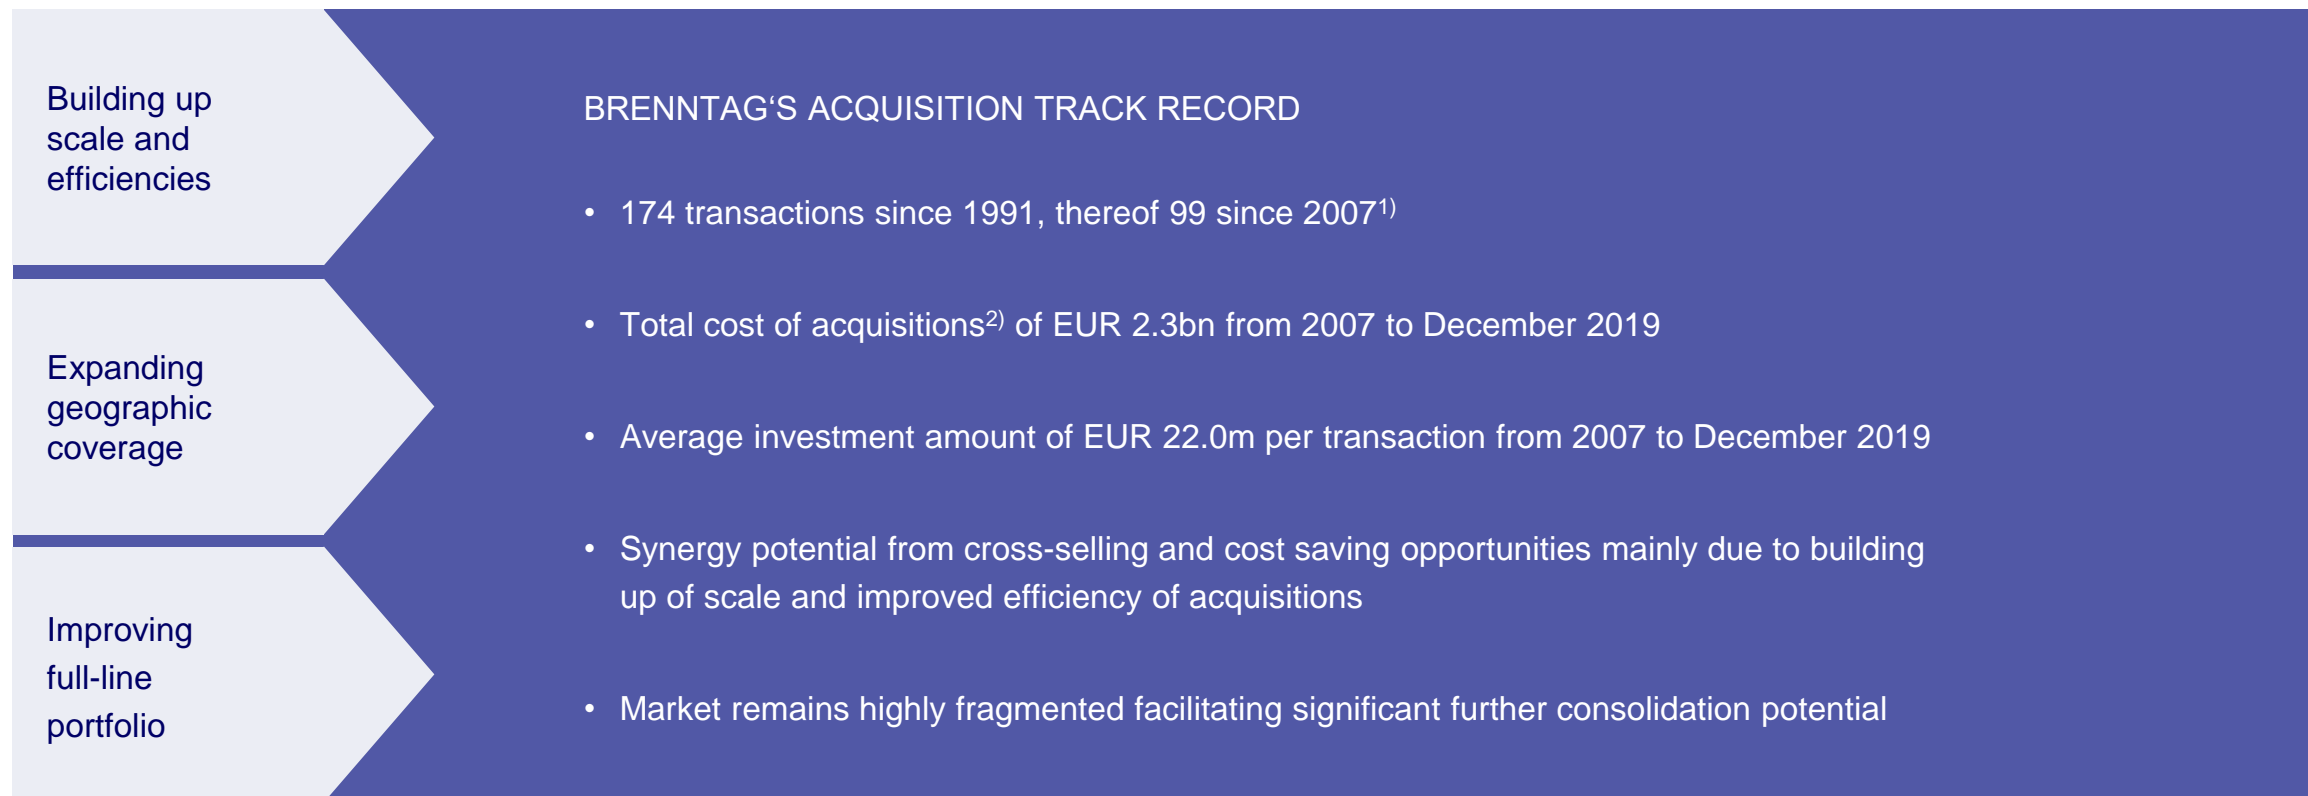 Building up
scale and
efficiencies
Expanding
geographic
coverage
Improving
full-line
portfolio
BRENNTAG‘S ACQUISITION TRACK RECORD
• 174 transactions since 1991, thereof 99 since 2007¹⁾
• Total cost of acquisitions²⁾ of EUR 2.3bn from 2007 to December 2019
• Average investment amount of EUR 22.0m per transaction from 2007 to December 2019
• Synergy potential from cross-selling and cost saving opportunities mainly due to building
up of scale and improved efficiency of acquisitions
• Market remains highly fragmented facilitating significant further consolidation potential